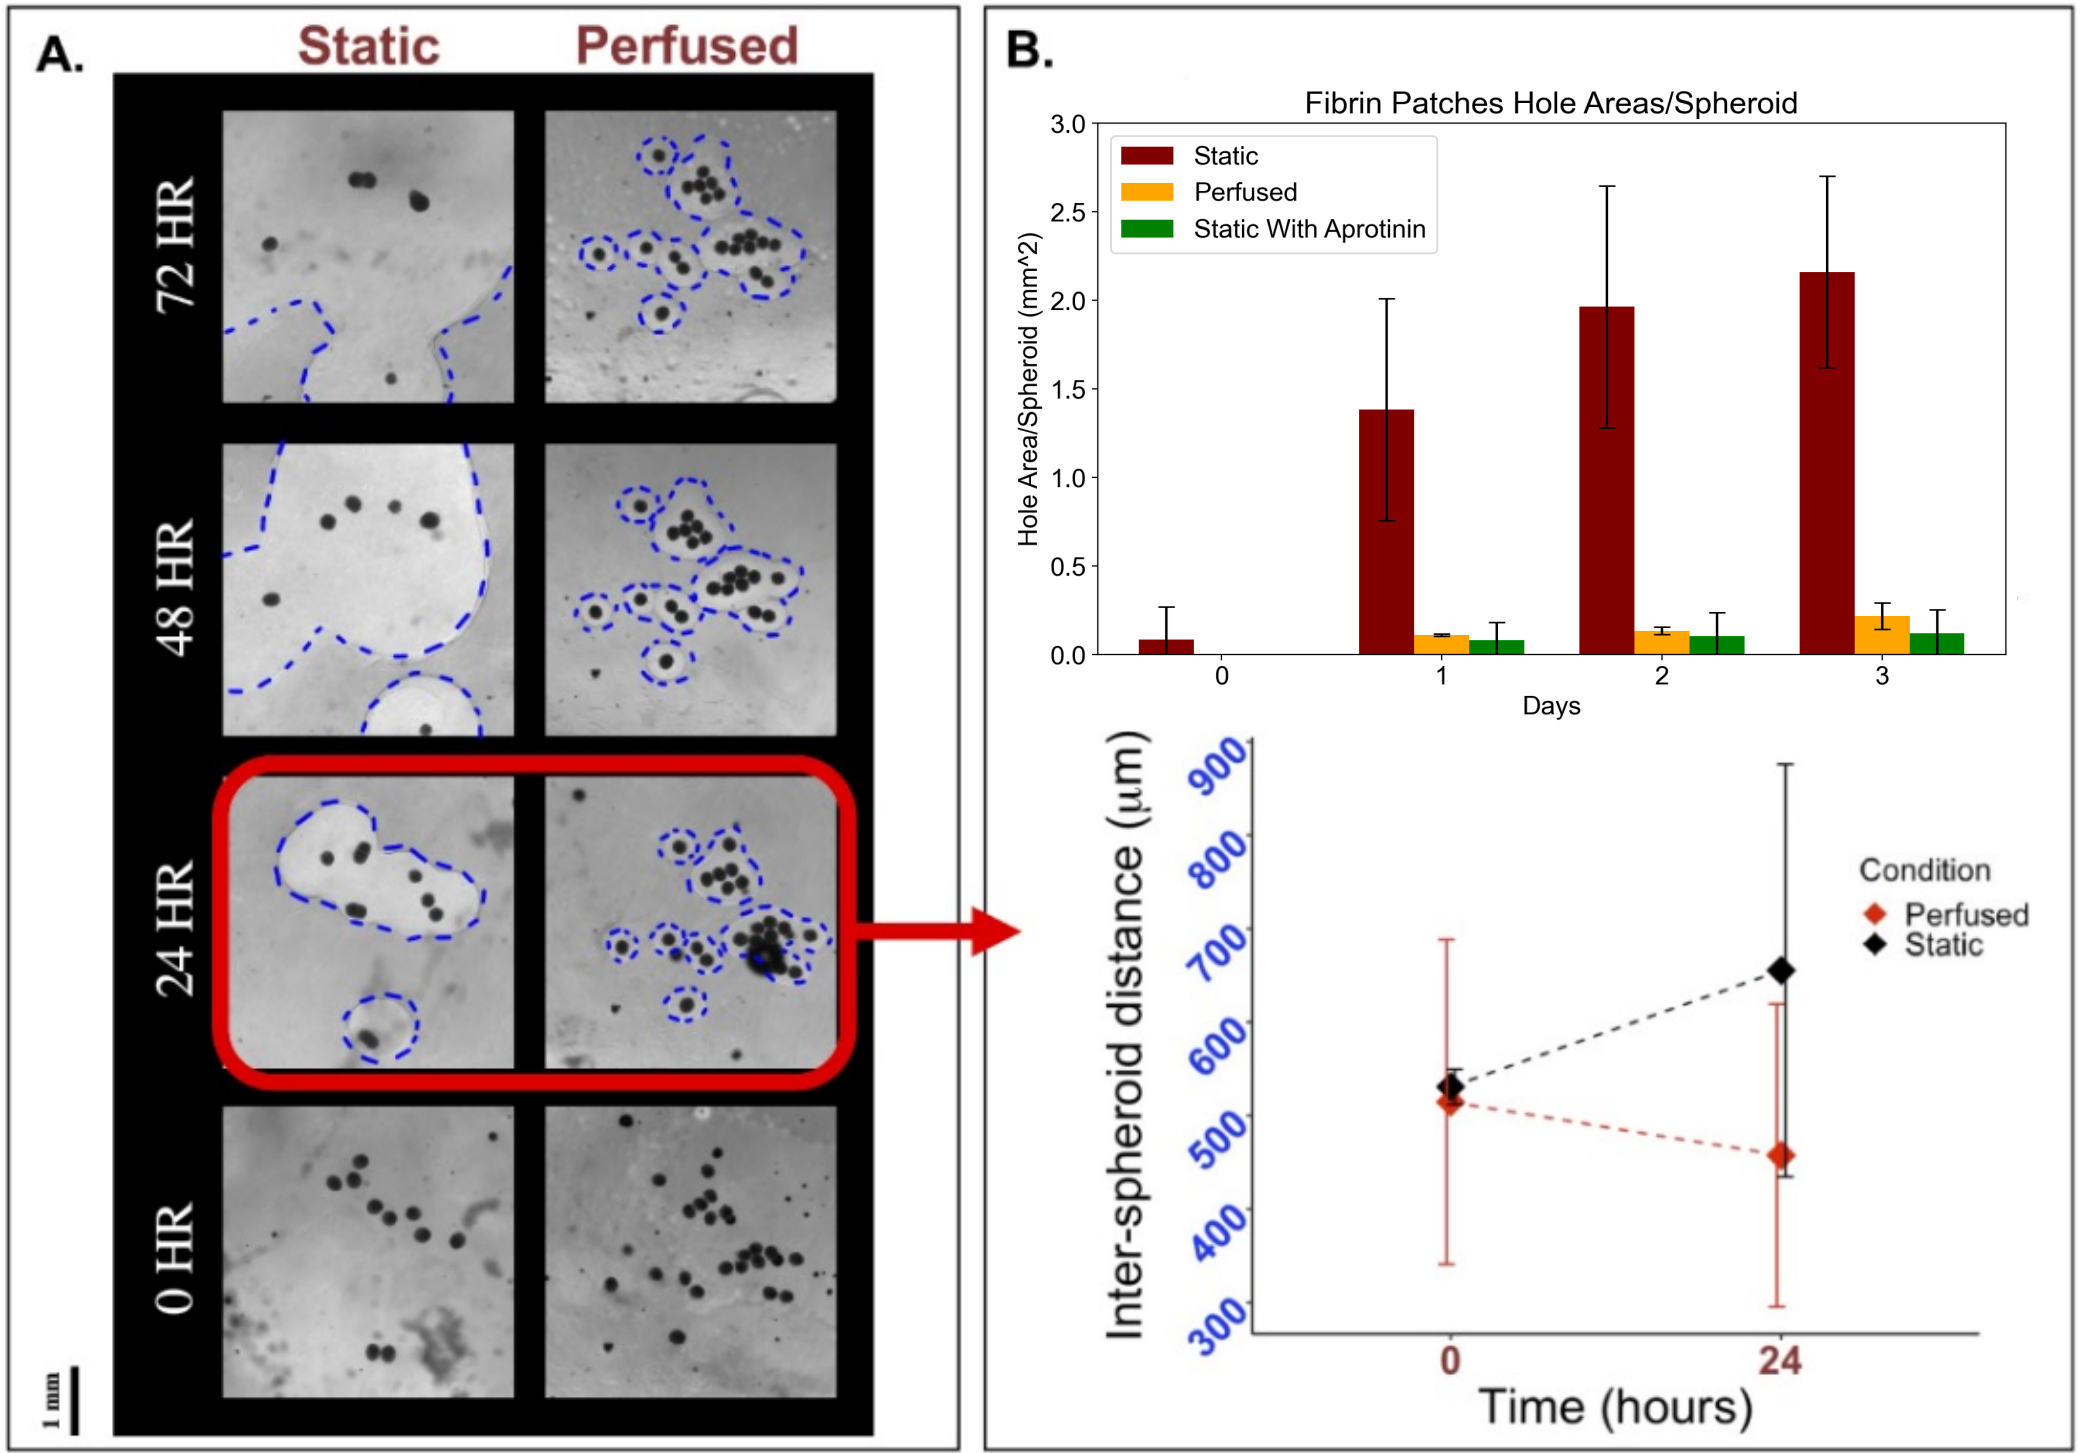 A.
Static
Perfused
72 HR
48 HR
24 HR
0 HR
1 mm
B.
Fibrin Patches Hole Areas/Spheroid
Hole Area/Spheroid (mm^2)
3.0
2.5
2.0
1.5
1.0
0.5
0.0
Static
Perfused
Static With Aprotinin
0
1
2
3
Days
Inter-spheroid distance (μm)
900
800
700
600
500
400
300
Condition
Perfused
Static
0
24
Time (hours)